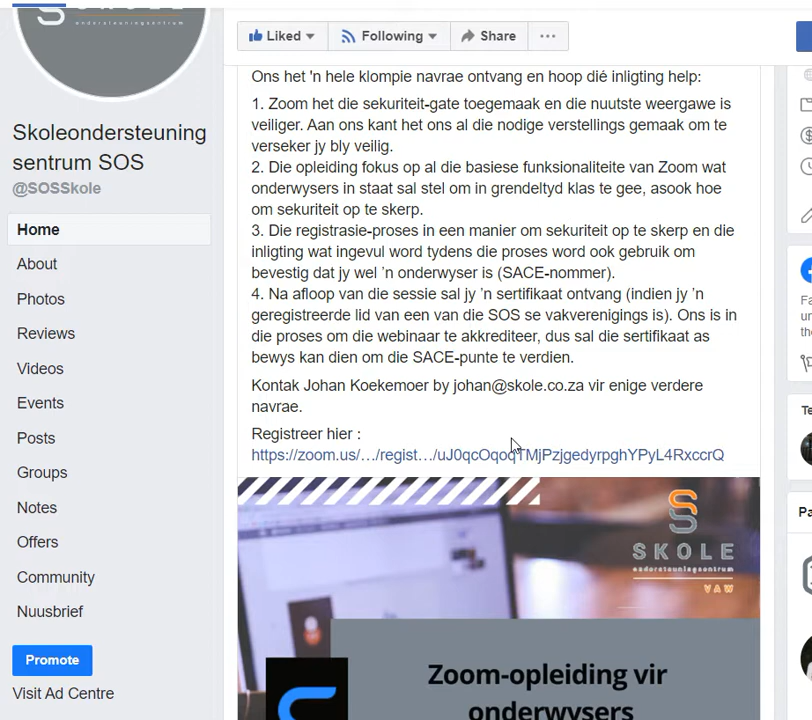 SKOLE
ondersteuningsentrum
Liked
Following
Share
Skoleondersteuning
sentrum SOS
@SOSSkole
Home
About
Photos
Reviews
Videos
Events
Posts
Groups
Notes
Offers
Community
Nuusbrief
Promote
Visit Ad Centre
Ons het 'n hele klompie navrae ontvang en hoop dié inligting help:
1. Zoom het die sekuriteit-gate toegemaak en die nuutste weergawe is
veiliger. Aan ons kant het ons al die nodige verstellings gemaak om te
verseker jy bly veilig.
2. Die opleiding fokus op al die basiese funksionaliteite van Zoom wat
onderwysers in staat sal stel om in grendeltyd klas te gee, asook hoe
om sekuriteit op te skerp.
3. Die registrasie-proses in een manier om sekuriteit op te skerp en die
inligting wat ingevul word tydens die proses word ook gebruik om
bevestig dat jy wel 'n onderwyser is (SACE-nommer).
4. Na afloop van die sessie sal jy 'n sertifikaat ontvang (indien jy 'n
geregistreerde lid van een van die SOS se vakverenigings is). Ons is in
die proses om die webinaar te akkrediteer, dus sal die sertifikaat as
bewys kan dien om die SACE-punte te verdien.
Kontak Johan Koekemoer by johan@skole.co.za vir enige verdere
navrae.
Registreer hier :
https://zoom.us/…/regist…/uJ0qcOqoqTMjPzjgedyrpghYPyL4RxccrQ
SKOLE
ondersteuningsentrum
VAW
Zoom-opleiding vir
onderwysers
Fa
un
Te
Pa